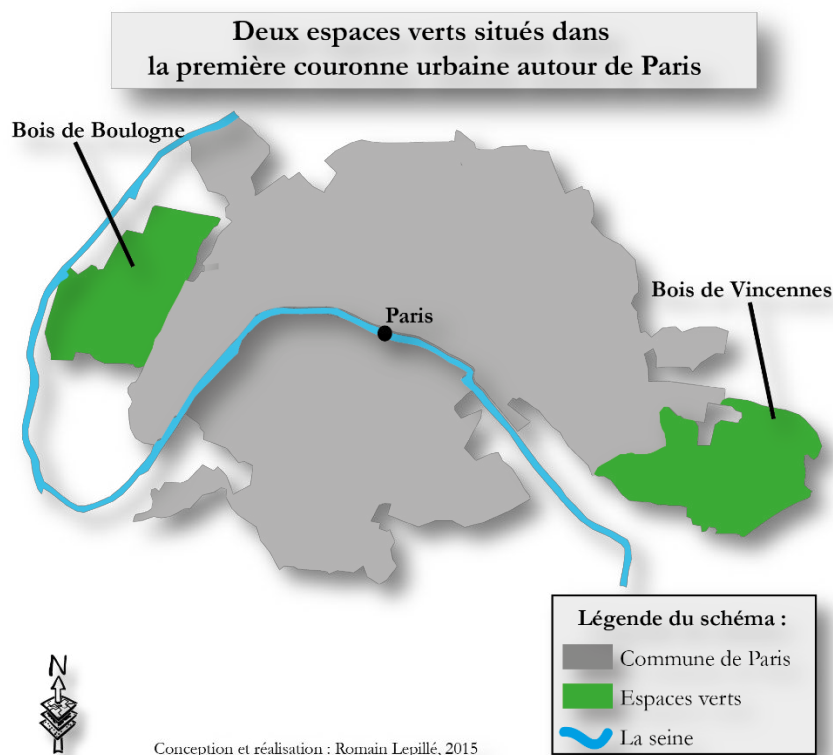 Deux espaces verts situés dans
la première couronne urbaine autour de Paris
Bois de Boulogne
Paris
Bois de Vincennes
Légende du schéma :
Commune de Paris
Espaces verts
La seine
N
Conception et réalisation : Romain Lepillé, 2015